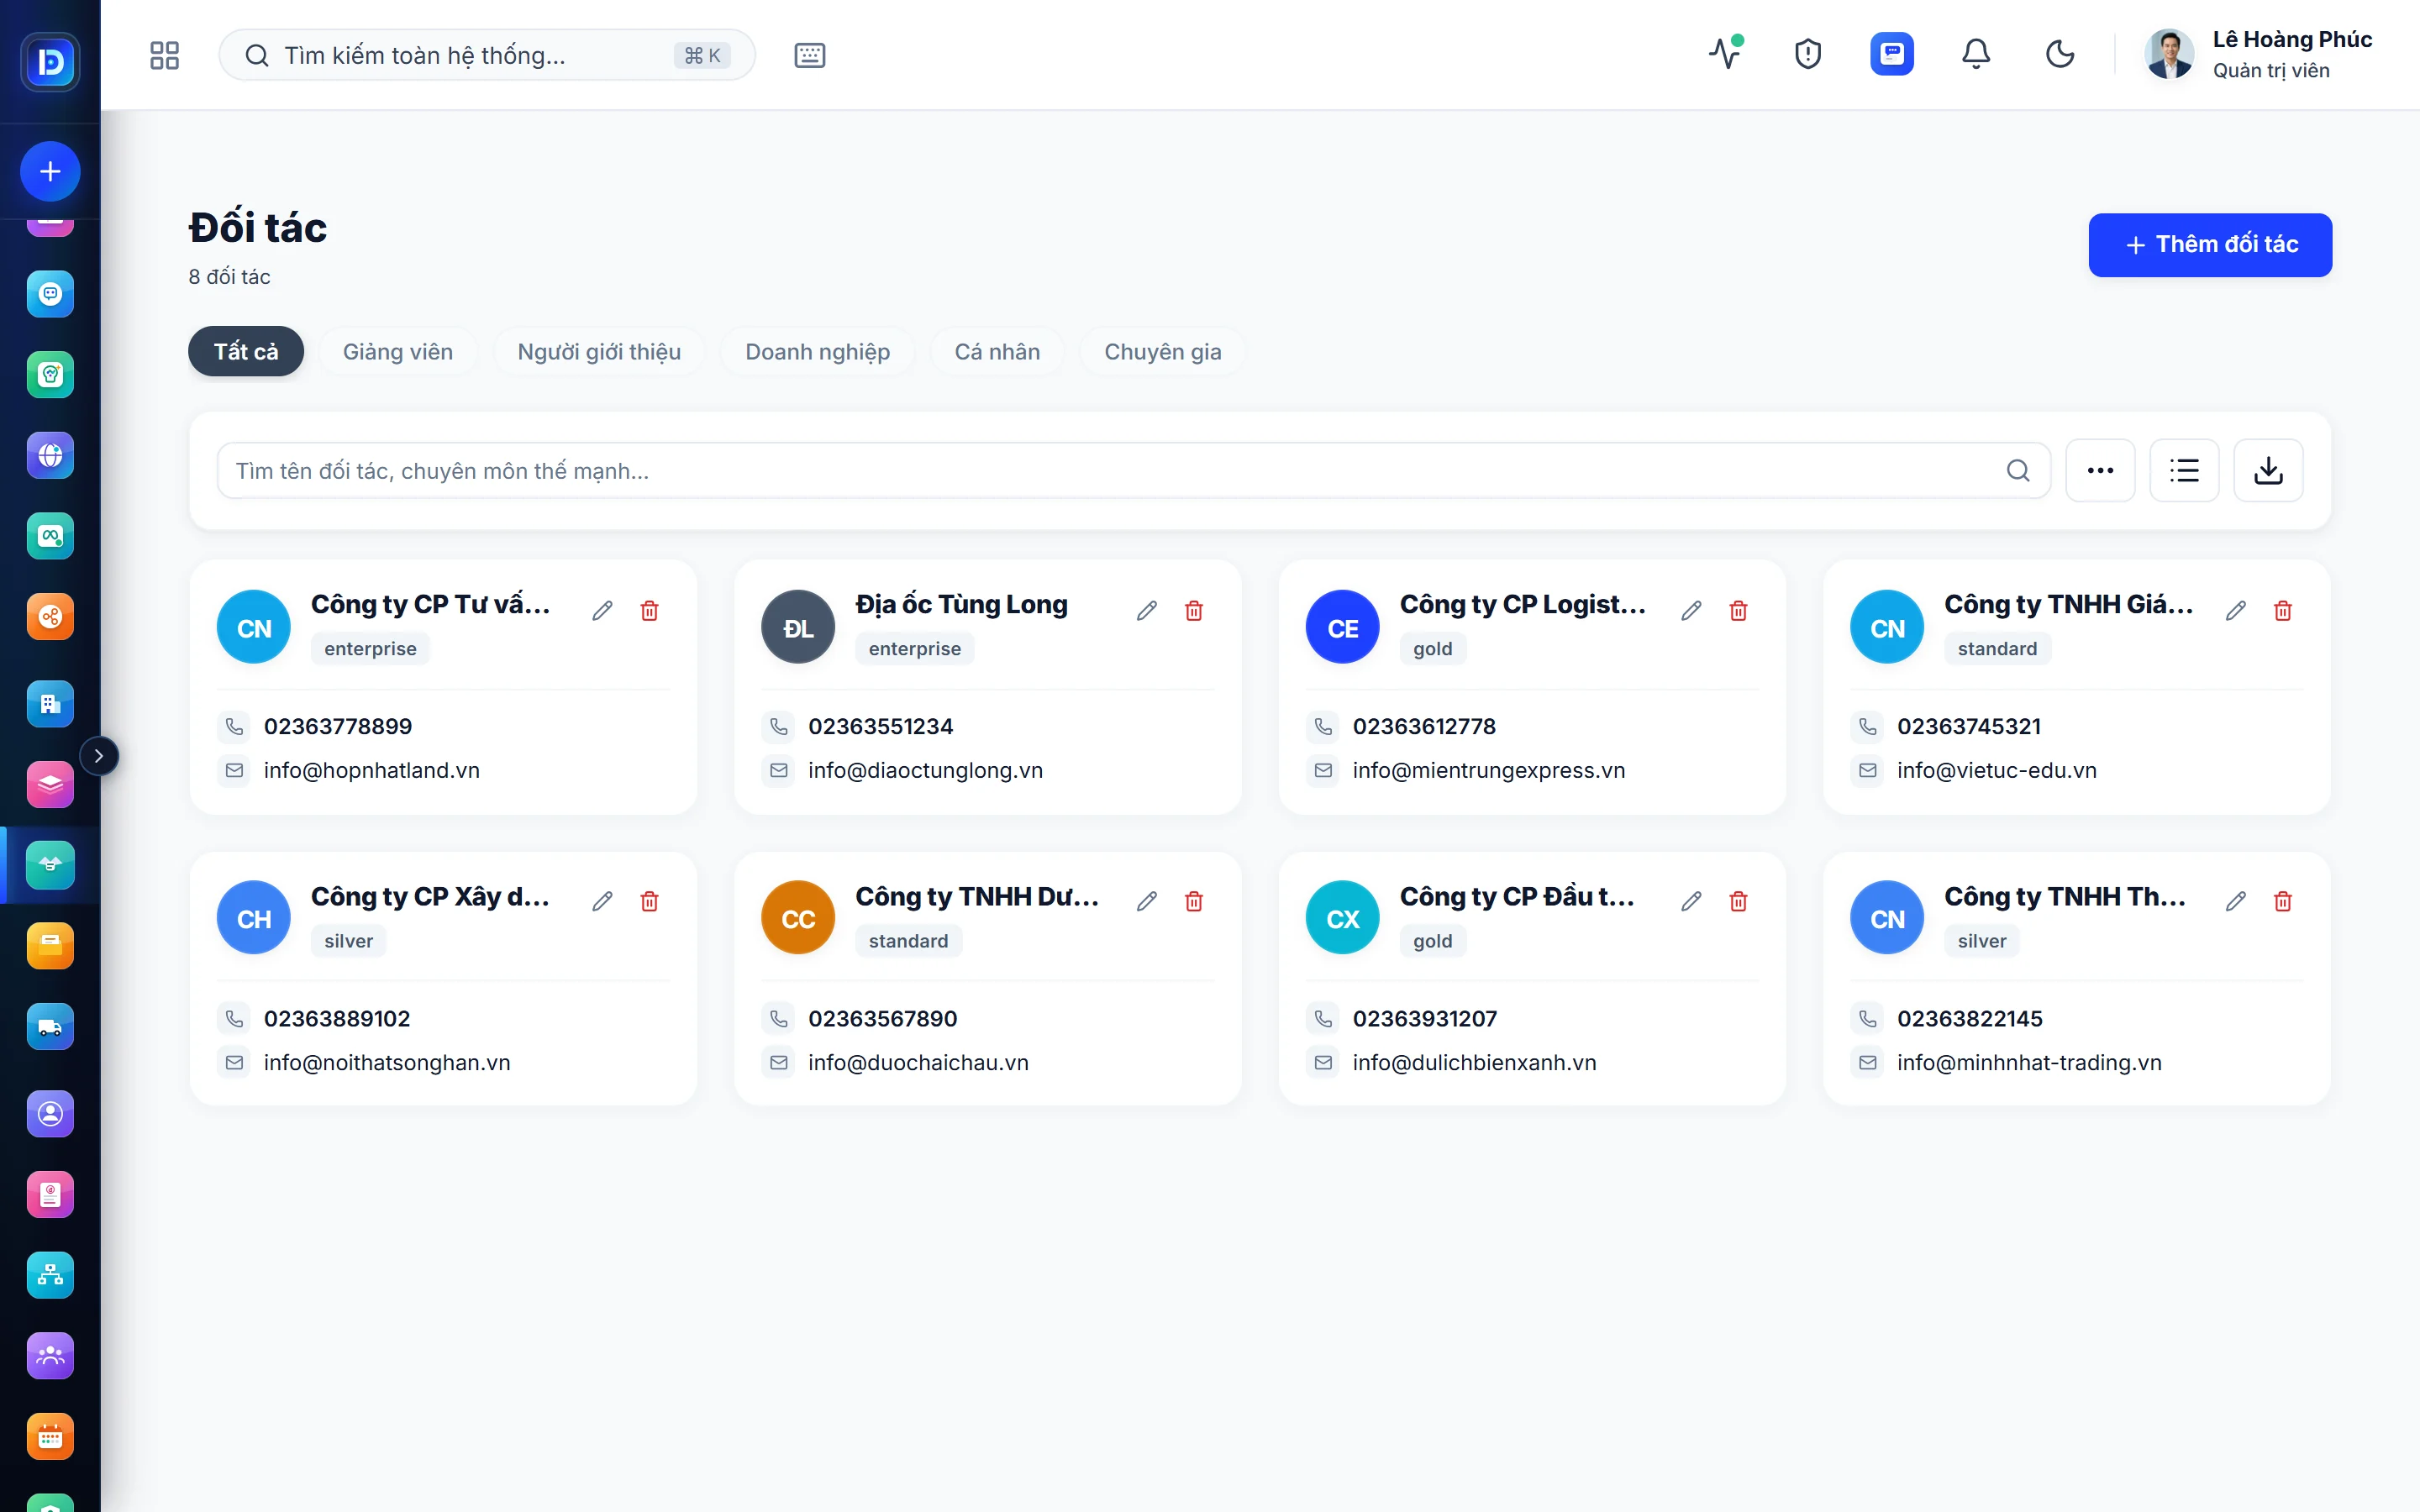 Tìm kiếm toàn hệ thống...
⌘ K
Lê Hoàng Phúc
Quản trị viên
Đối tác
8 đối tác
Thêm đối tác
Tất cả
Giảng viên
Người giới thiệu
Doanh nghiệp
Cá nhân
Chuyên gia
Tìm tên đối tác, chuyên môn thế mạnh...
CN
Công ty CP Tư vấ...
enterprise
02363778899
info@hopnhatland.vn
ĐL
Địa ốc Tùng Long
enterprise
02363551234
info@diaoctunglong.vn
CE
Công ty CP Logist...
gold
02363612778
info@mientrungexpress.vn
CN
Công ty TNHH Giá...
standard
02363745321
info@vietuc-edu.vn
CH
Công ty CP Xây d...
silver
02363889102
info@noithatsonghan.vn
CC
Công ty TNHH Dư...
standard
02363567890
info@duochaichau.vn
CX
Công ty CP Đầu t...
gold
02363931207
info@dulichbienxanh.vn
CN
Công ty TNHH Th...
silver
02363822145
info@minhnhat-trading.vn